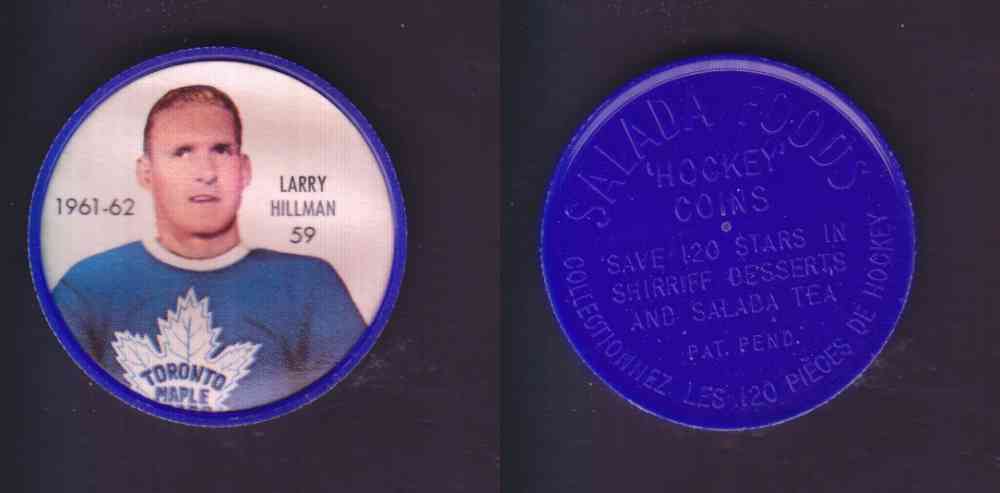 1961-62
LARRY
HILLMAN
59
TORONTO
MAPLE
SALADA FOODS
"HOCKEY"
COINS
"SAVE 120 STARS IN
SHIRRIFF DESSERTS
AND SALADA TEA"
PAT. PEND.
COLLECTIONNEZ LES 120 PIÈCES DE HOCKEY